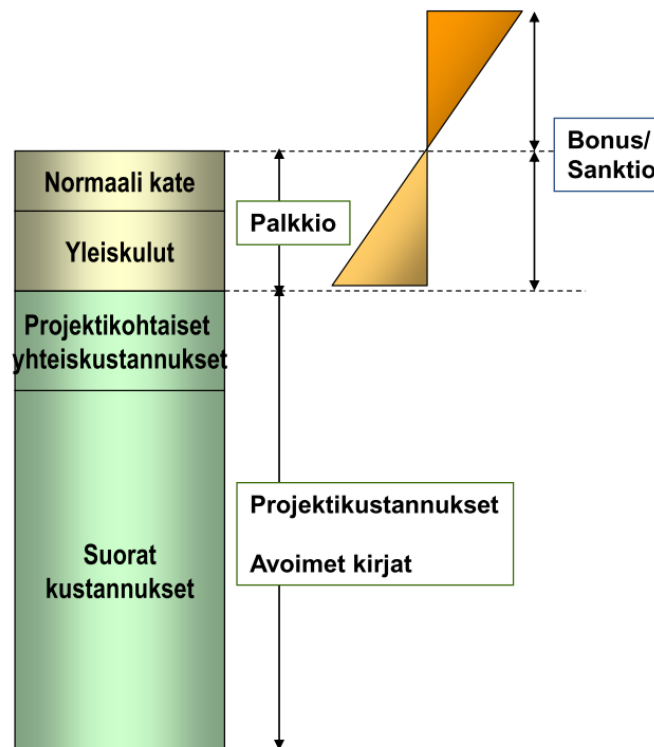 Normaali kate
Yleiskulut
Projektikohtaiset
yhteiskustannukset
Suorat
kustannukset
Palkkio
Projektikustannukset
Avoimet kirjat
Bonus/
Sanktio